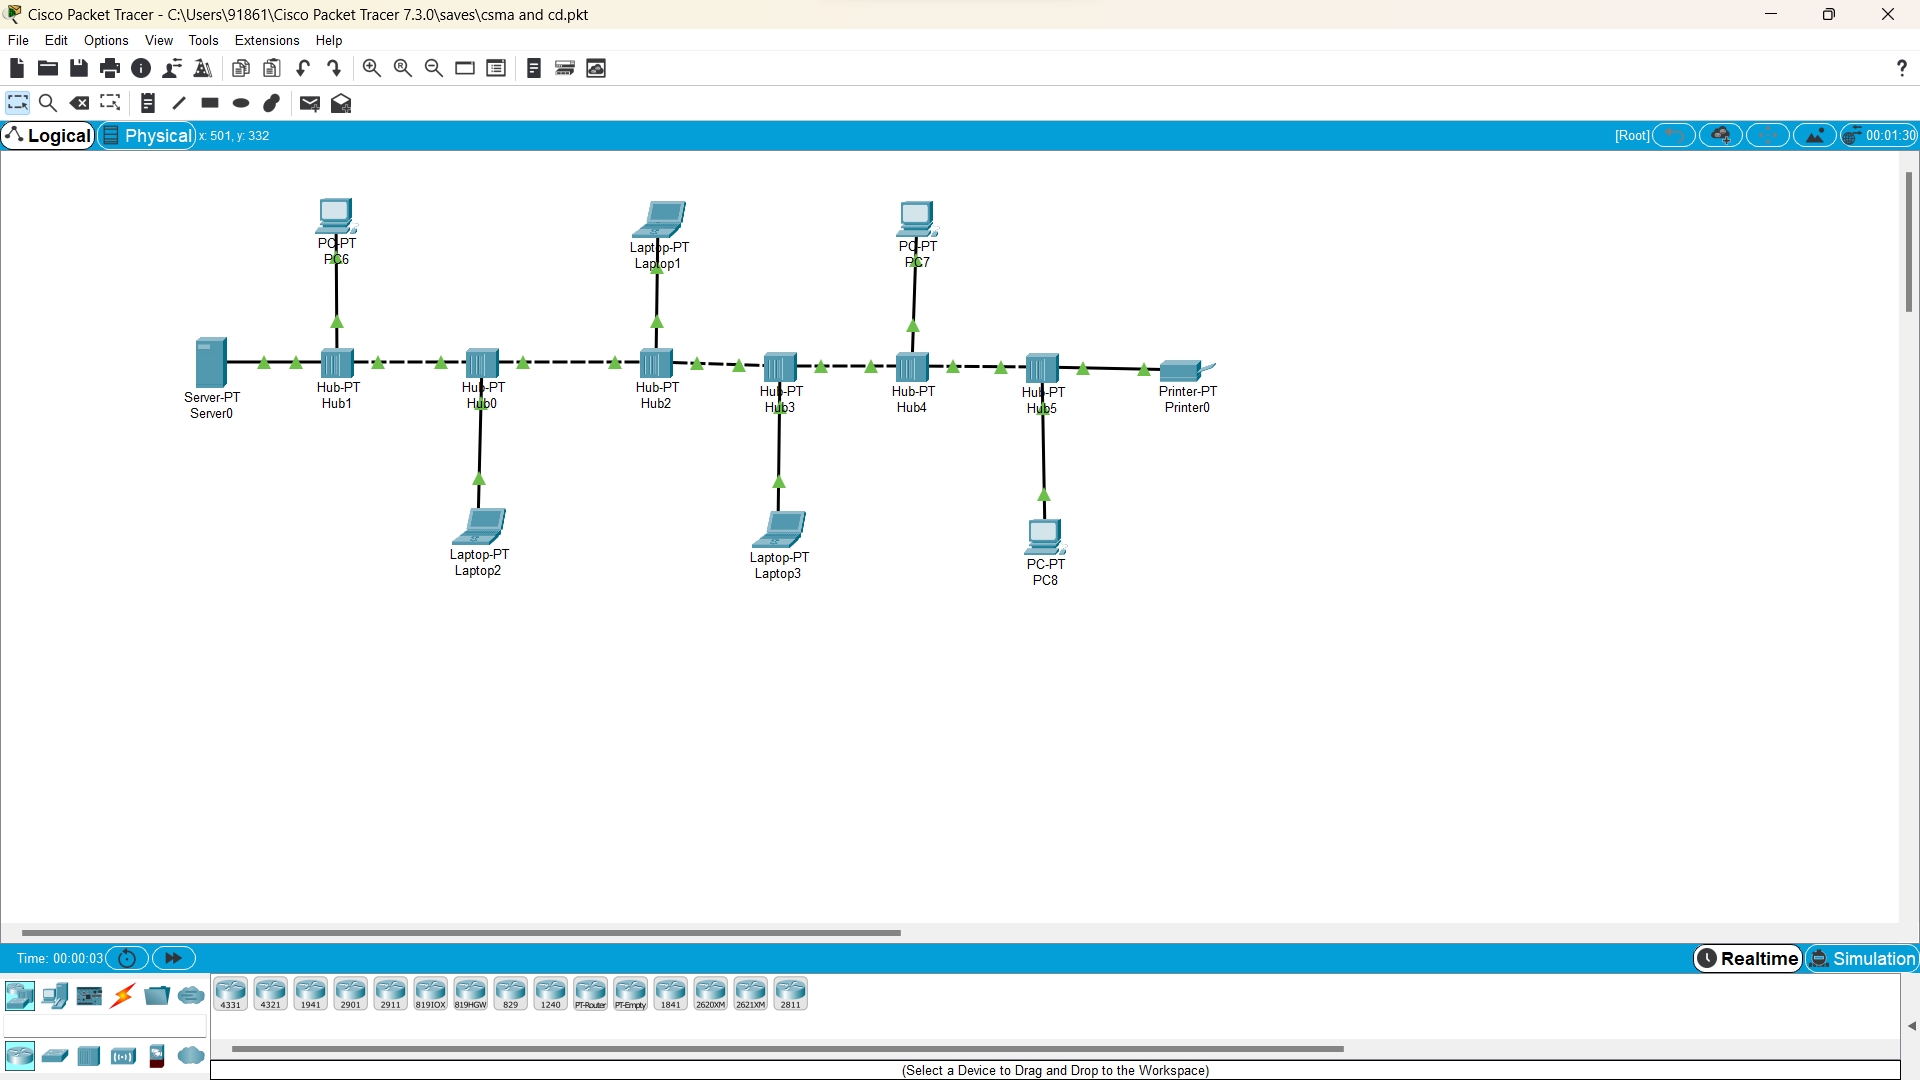 Cisco Packet Tracer - C:\Users\91861\Cisco Packet Tracer 7.3.0\saves\csma and cd.pkt
File Edit Options View Tools Extensions Help
?
Logical Physical x: 501, y: 332 [Root] 00:01:30
PC-PT
PC6
Laptop-PT
Laptop1
PC-PT
PC7
Server-PT
Server0
Hub-PT
Hub1
Hub-PT
Hub0
Hub-PT
Hub2
Hub-PT
Hub3
Hub-PT
Hub4
Hub-PT
Hub5
Printer-PT
Printer0
Laptop-PT
Laptop2
Laptop-PT
Laptop3
PC-PT
PC8
Time: 00:00:03 Realtime Simulation
4331 4321 1941 2901 2911 819IOX 819HGW 829 1240 PT-Router PT-Empty 1841 2620XM 2621XM 2811
(Select a Device to Drag and Drop to the Workspace)